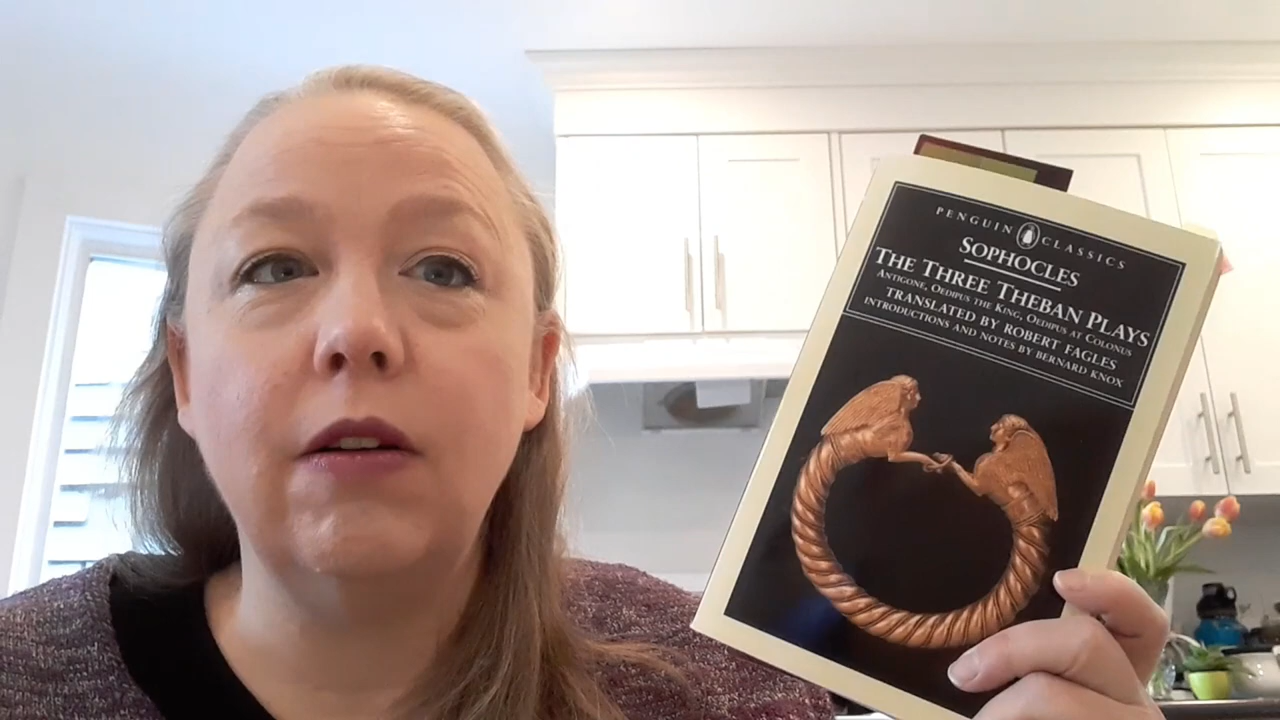 PENGUIN CLASSICS
SOPHOCLES
THE THREE THEBAN PLAYS
ANTIGONE, OEDIPUS THE KING, OEDIPUS AT COLONUS
TRANSLATED BY ROBERT FAGLES
INTRODUCTIONS AND NOTES BY BERNARD KNOX